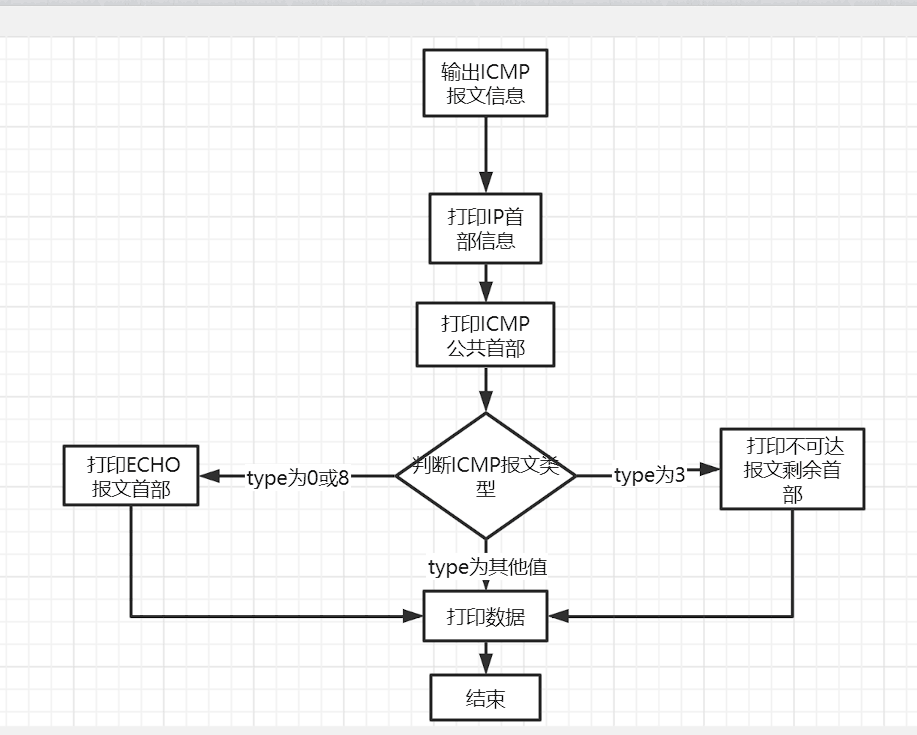 输出ICMP
报文信息
打印IP首
部信息
打印ICMP
公共首部
判断ICMP报文类
型
type为0或8
打印ECHO
报文首部
type为3
打印不可达
报文剩余首
部
type为其他值
打印数据
结束